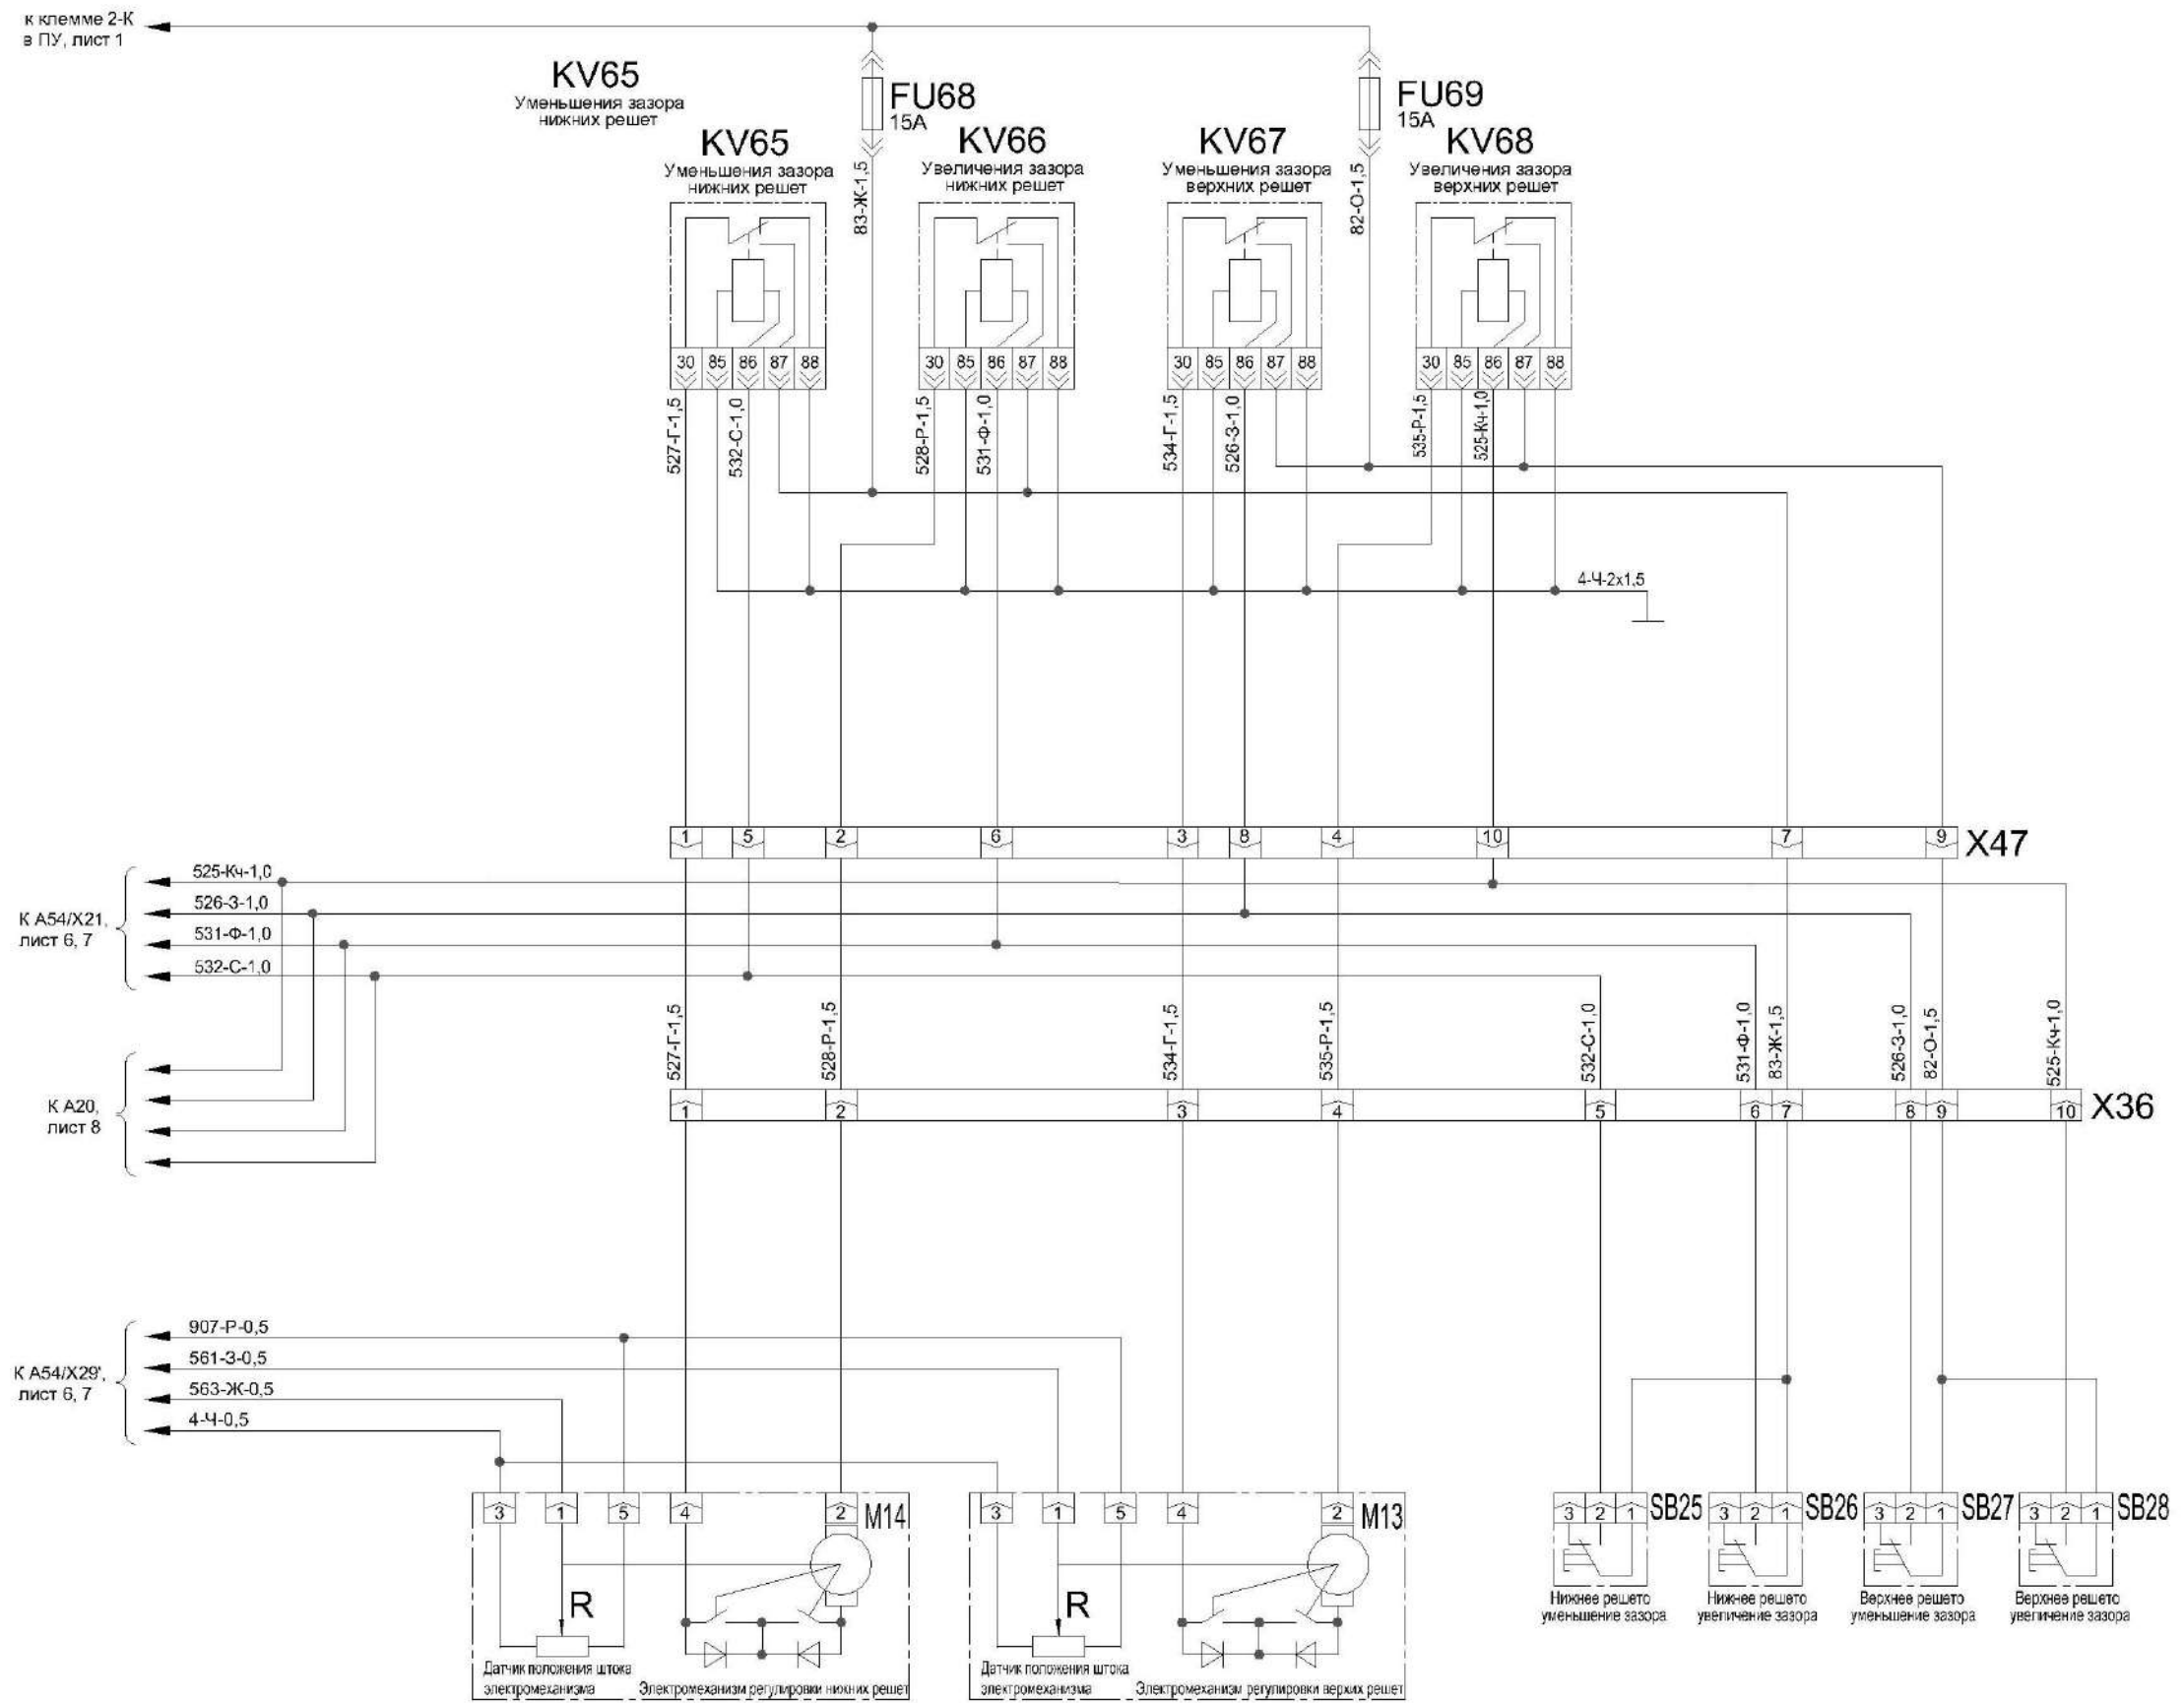 к клемме 2-К
в ПУ, лист 1
KV65
Уменьшения зазора
нижних решет
FU68
15А
FU69
15А
KV65
Уменьшения зазора
нижних решет
KV66
Увеличения зазора
нижних решет
KV67
Уменьшения зазора
верхних решет
KV68
Увеличения зазора
верхних решет
83-Ж-1,5
82-О-1,5
30 85 86 87 88
30 85 86 87 88
30 85 86 87 88
30 85 86 87 88
527-Г-1,5
532-С-1,0
528-Р-1,5
531-Ф-1,0
534-Г-1,5
526-З-1,0
535-Р-1,5
525-Кч-1,0
4-Ч-2х1,5
1 5 2 6 3 8 4 10 7 9
X47
К А54/Х21,
лист 6, 7
525-Кч-1,0
526-З-1,0
531-Ф-1,0
532-С-1,0
527-Г-1,5
528-Р-1,5
534-Г-1,5
535-Р-1,5
532-С-1,0
531-Ф-1,0
83-Ж-1,5
526-З-1,0
82-О-1,5
525-Кч-1,0
К А20,
лист 8
1 2 3 4 5 6 7 8 9 10
X36
К А54/Х29',
лист 6, 7
907-Р-0,5
561-З-0,5
563-Ж-0,5
4-Ч-0,5
3 1 5 4 2
M14
R
Датчик положения штока
электромеханизма
Электромеханизм регулировки нижних решет
3 1 5 4 2
M13
R
Датчик положения штока
электромеханизма
Электромеханизм регулировки верхих решет
3 2 1
SB25
Нижнее решето
уменьшение зазора
3 2 1
SB26
Нижнее решето
увеличение зазора
3 2 1
SB27
Верхнее решето
уменьшение зазора
3 2 1
SB28
Верхнее решето
увеличение зазора